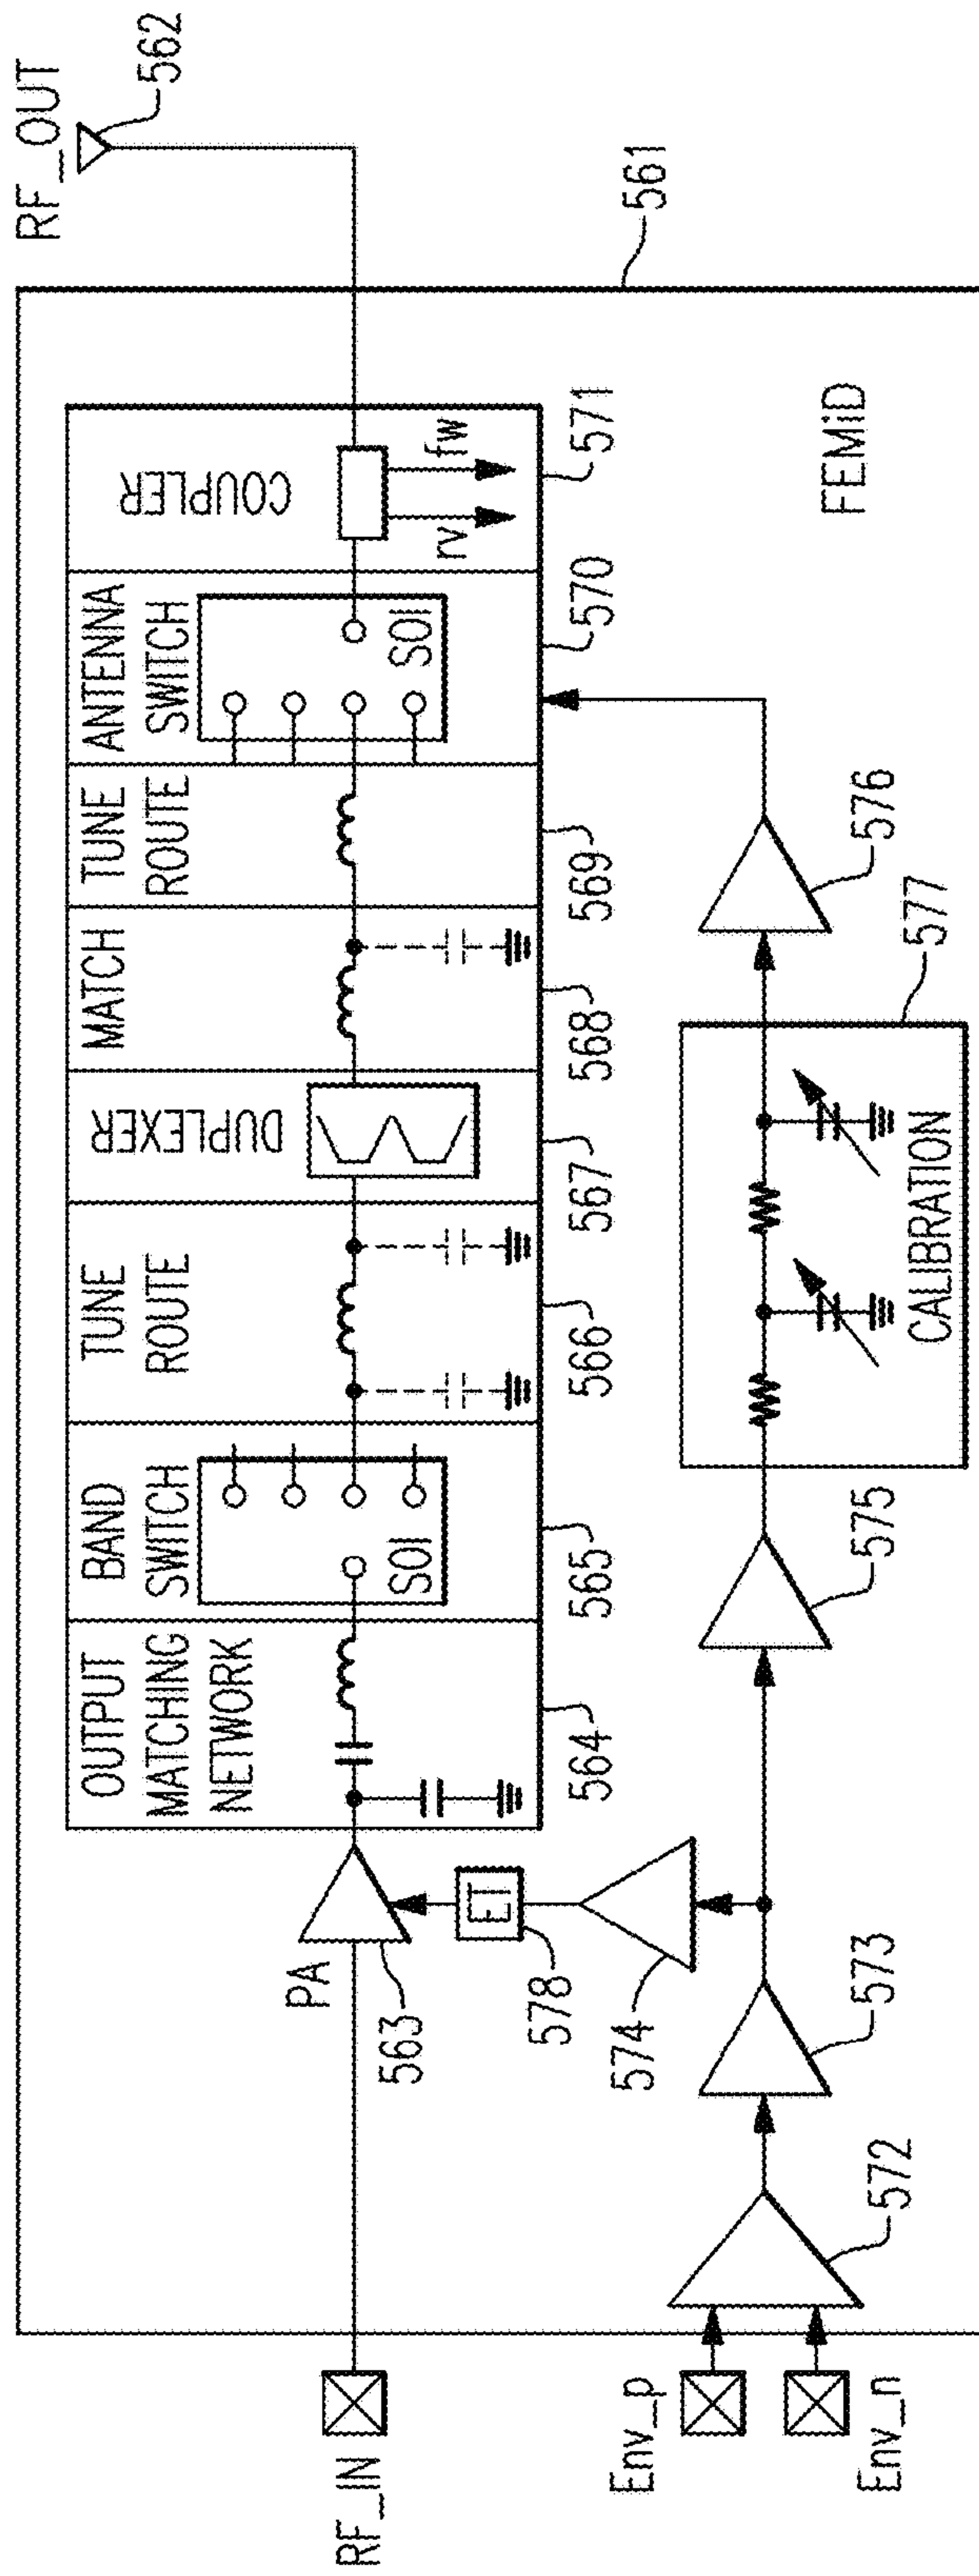 RF_OUT
562
561
OUTPUT
MATCHING
NETWORK
BAND
SWITCH
TUNE
ROUTE
DUPLEXER
MATCH
TUNE
ROUTE
ANTENNA
SWITCH
COUPLER
SOI
SOI
rv
fw
PA
563
564
565
566
567
568
569
570
571
FEMiD
ET
578
574
RF_IN
Env_p
Env_n
572
573
575
CALIBRATION
577
576